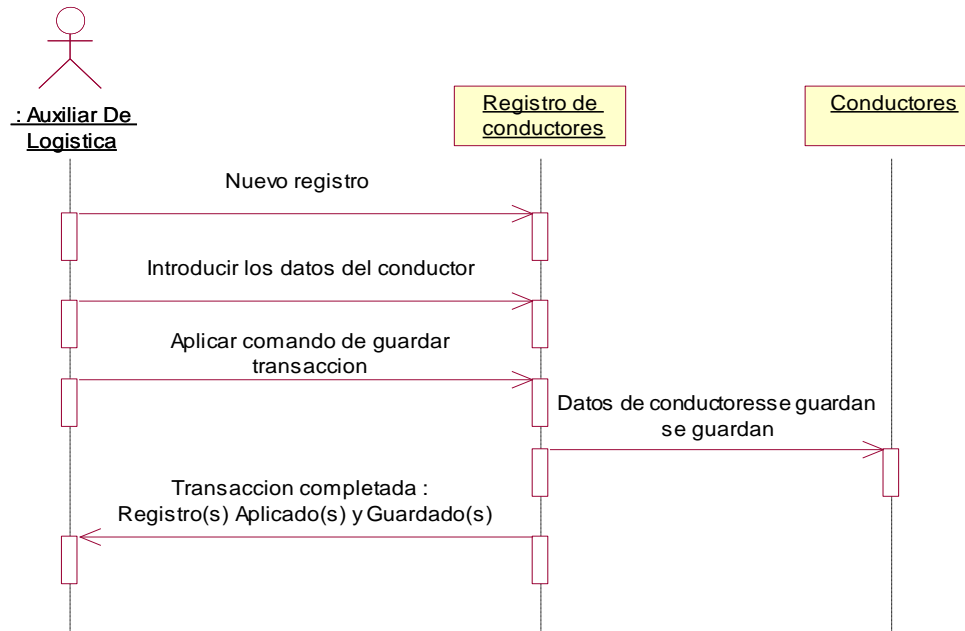 : Auxiliar De
Logistica
Registro de
conductores
Conductores
Nuevo registro
Introducir los datos del conductor
Aplicar comando de guardar
transaccion
Datos de conductoresse guardan
se guardan
Transaccion completada :
Registro(s) Aplicado(s) y Guardado(s)